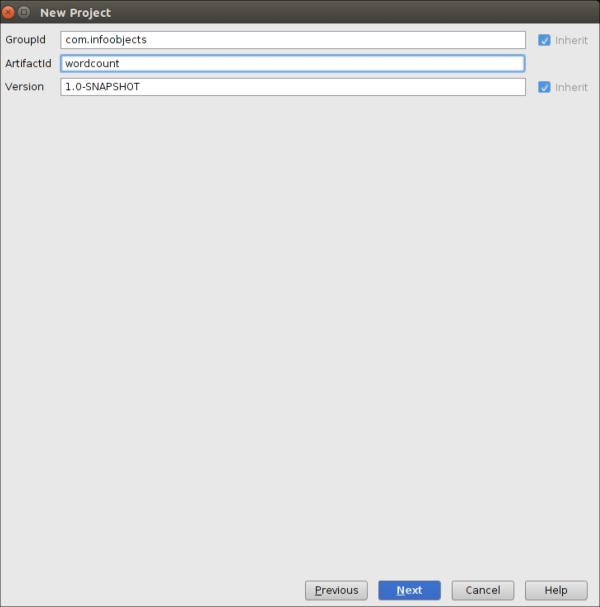 New Project
GroupId com.infoobjects Inherit
ArtifactId wordcount
Version 1.0-SNAPSHOT Inherit
Previous Next Cancel Help